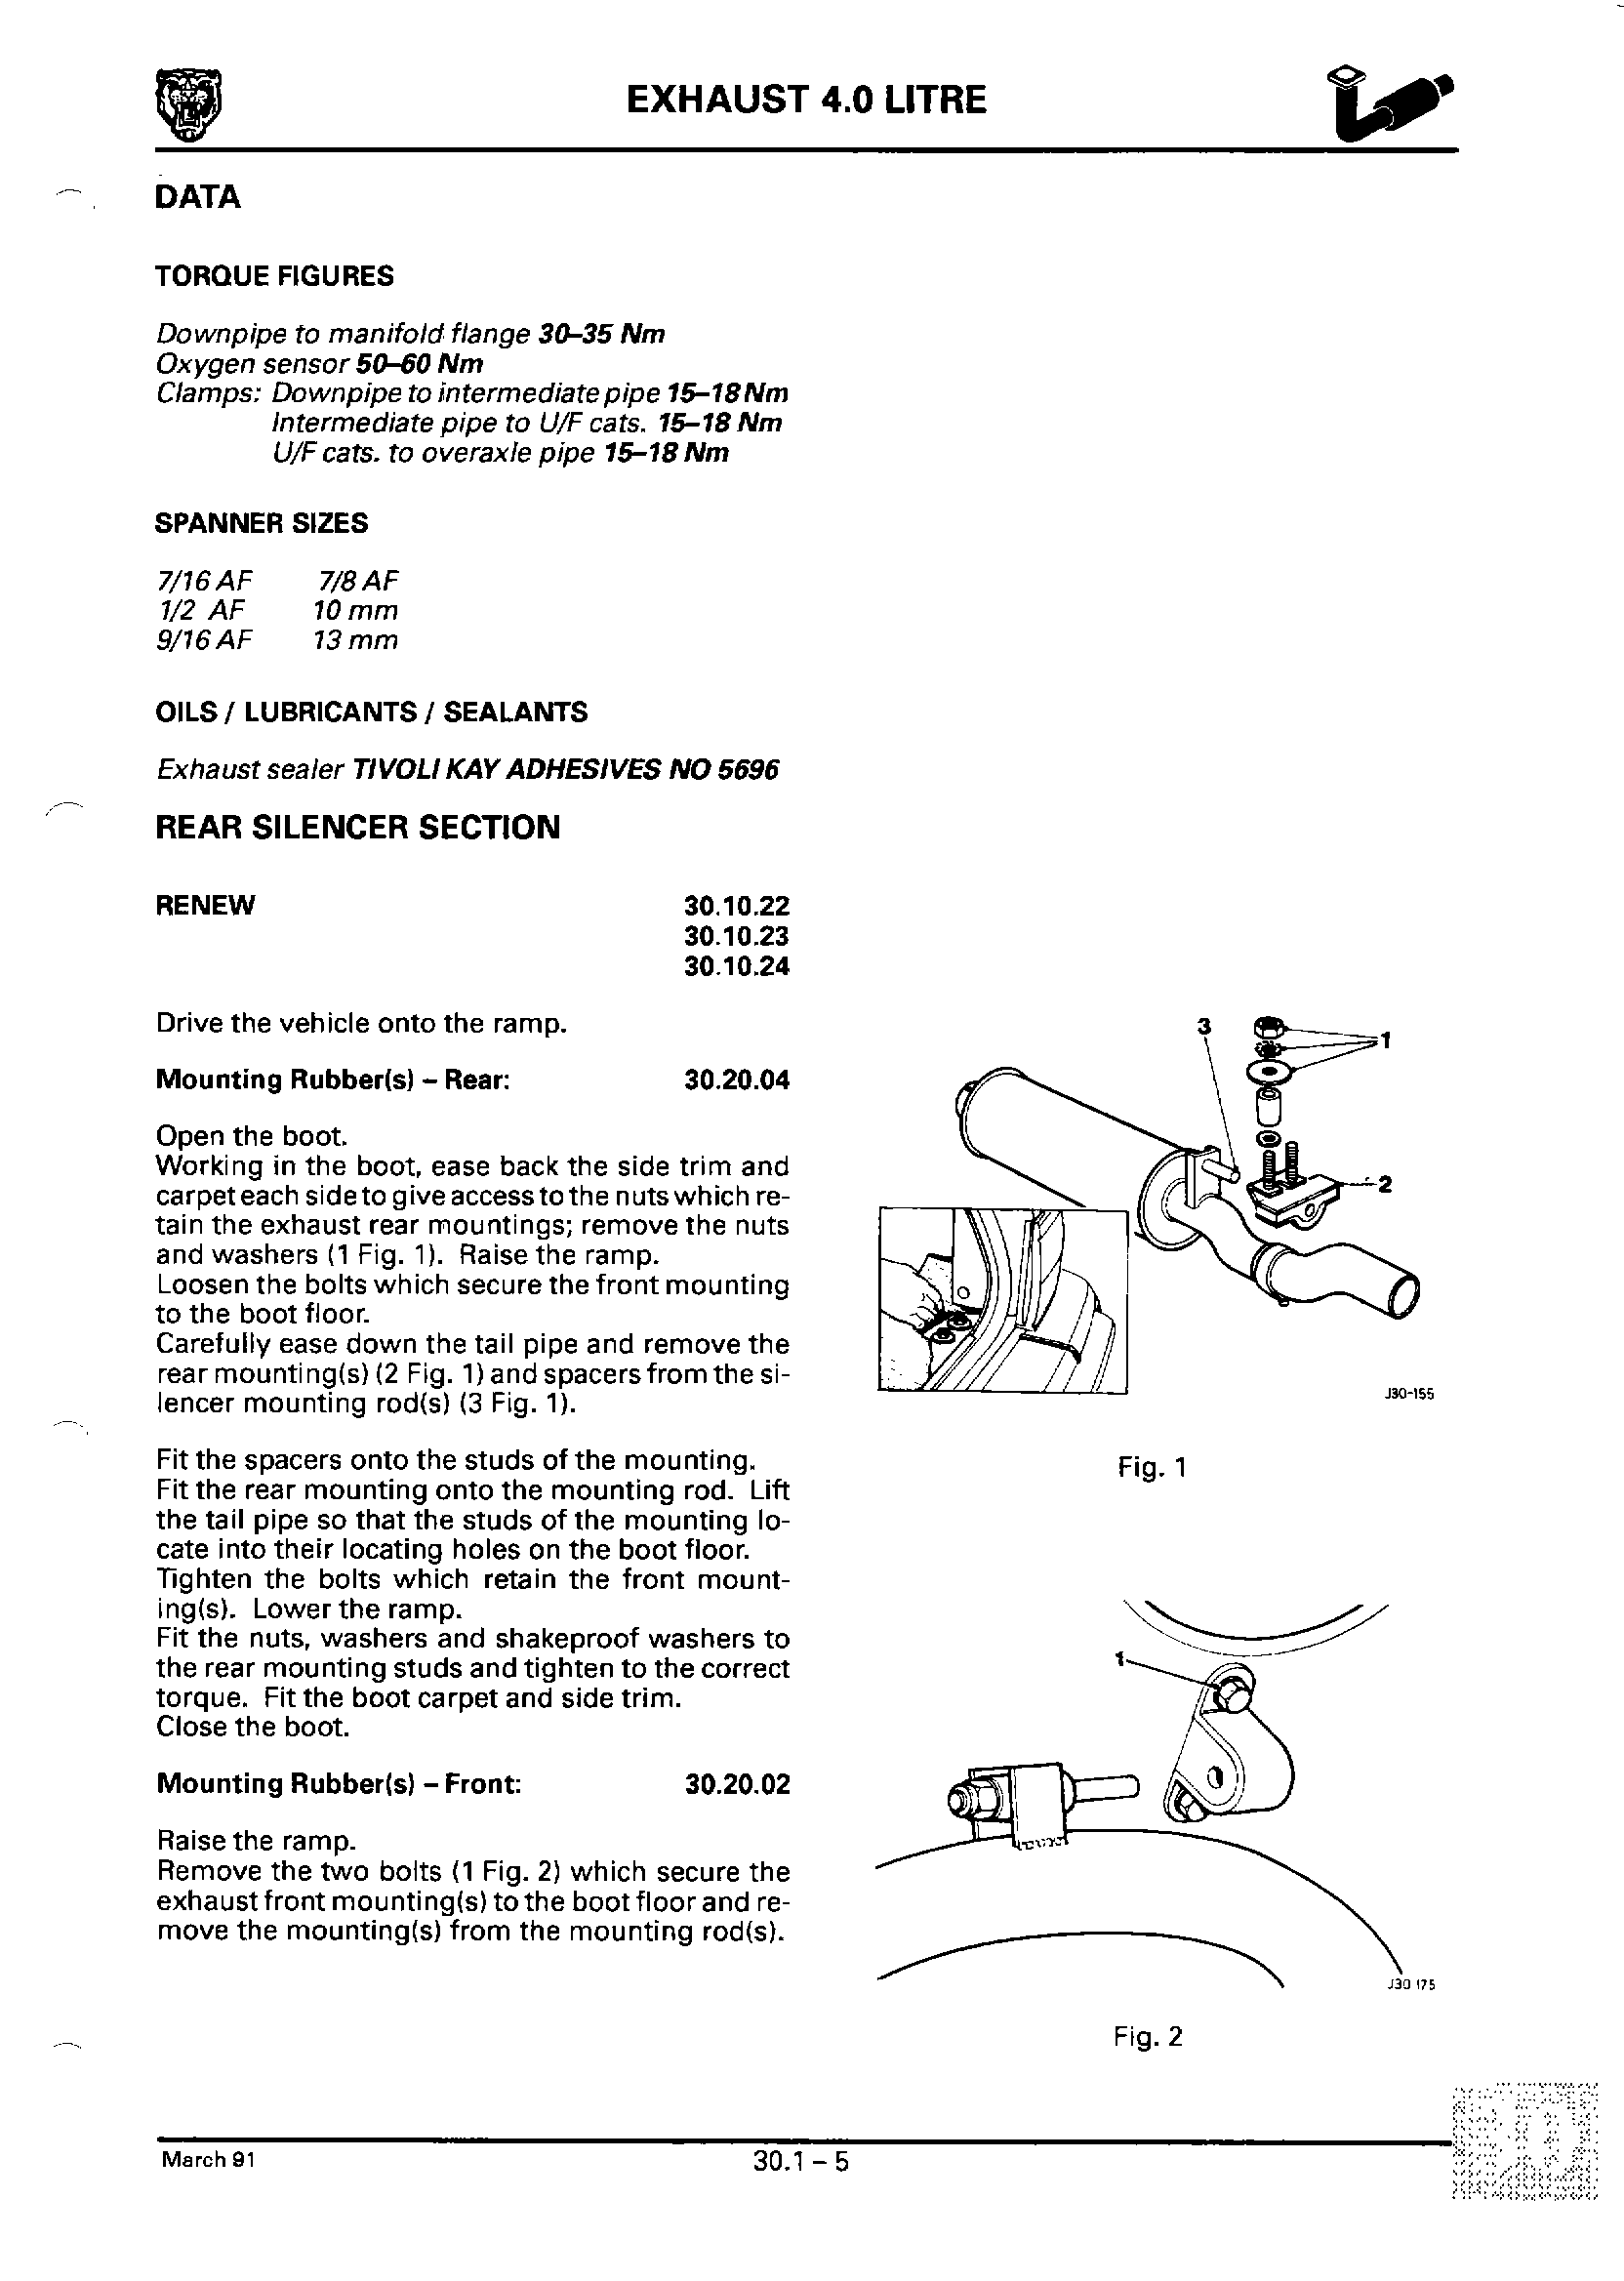 EXHAUST 4.0 LITRE
DATA
TORQUE FIGURES
Downpipe to manifold flange 30–35 Nm
Oxygen sensor 50–60 Nm
Clamps: Downpipe to intermediate pipe 15–18 Nm
Intermediate pipe to U/F cats. 15–18 Nm
U/F cats. to overaxle pipe 15–18 Nm
SPANNER SIZES
7/16 AF 7/8 AF
1/2 AF 10 mm
9/16 AF 13 mm
OILS / LUBRICANTS / SEALANTS
Exhaust sealer TIVOLI KAY ADHESIVES NO 5696
REAR SILENCER SECTION
RENEW 30.10.22
30.10.23
30.10.24
Drive the vehicle onto the ramp.
Mounting Rubber(s) – Rear: 30.20.04
Open the boot.
Working in the boot, ease back the side trim and
carpet each side to give access to the nuts which re-
tain the exhaust rear mountings; remove the nuts
and washers (1 Fig. 1). Raise the ramp.
Loosen the bolts which secure the front mounting
to the boot floor.
Carefully ease down the tail pipe and remove the
rear mounting(s) (2 Fig. 1) and spacers from the si-
lencer mounting rod(s) (3 Fig. 1).
Fit the spacers onto the studs of the mounting.
Fit the rear mounting onto the mounting rod. Lift
the tail pipe so that the studs of the mounting lo-
cate into their locating holes on the boot floor.
Tighten the bolts which retain the front mount-
ing(s). Lower the ramp.
Fit the nuts, washers and shakeproof washers to
the rear mounting studs and tighten to the correct
torque. Fit the boot carpet and side trim.
Close the boot.
Mounting Rubber(s) – Front: 30.20.02
Raise the ramp.
Remove the two bolts (1 Fig. 2) which secure the
exhaust front mounting(s) to the boot floor and re-
move the mounting(s) from the mounting rod(s).
3
1
2
J30-155
Fig. 1
1
J30 175
Fig. 2
March 91
30.1 – 5